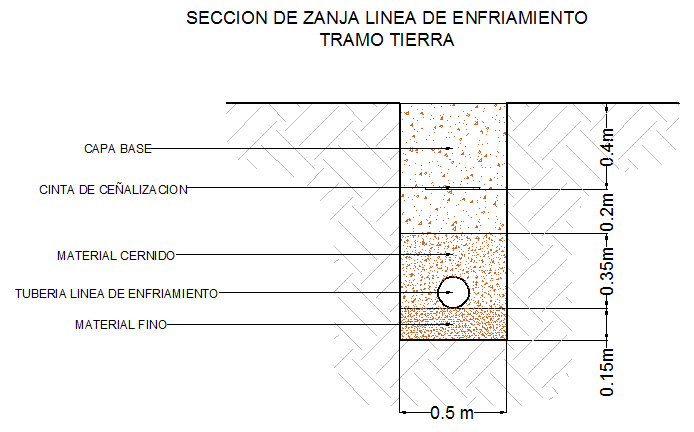 SECCION DE ZANJA LINEA DE ENFRIAMIENTO
TRAMO TIERRA
CAPA BASE
CINTA DE CEÑALIZACION
MATERIAL CERNIDO
TUBERIA LINEA DE ENFRIAMIENTO
MATERIAL FINO
0.4m
0.2m
0.35m
0.15m
0.5 m